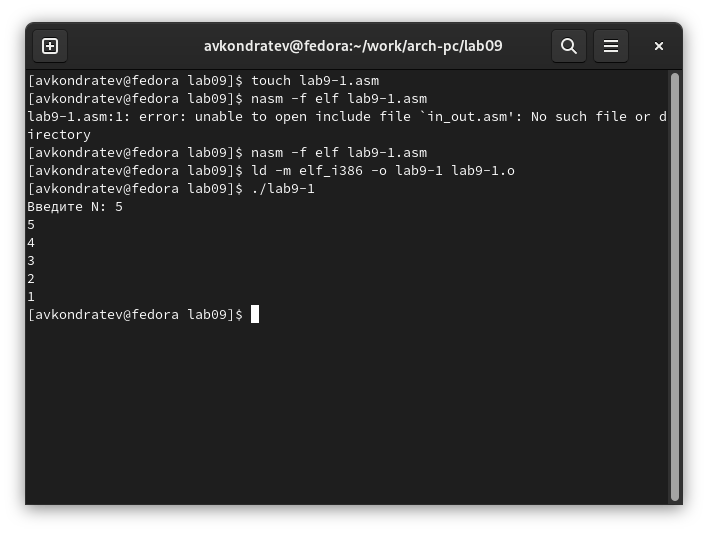 avkondratev@fedora:~/work/arch-pc/lab09
[avkondratev@fedora lab09]$ touch lab9-1.asm
[avkondratev@fedora lab09]$ nasm -f elf lab9-1.asm
lab9-1.asm:1: error: unable to open include file `in_out.asm': No such file or d
irectory
[avkondratev@fedora lab09]$ nasm -f elf lab9-1.asm
[avkondratev@fedora lab09]$ ld -m elf_i386 -o lab9-1 lab9-1.o
[avkondratev@fedora lab09]$ ./lab9-1
Введите N: 5
5
4
3
2
1
[avkondratev@fedora lab09]$